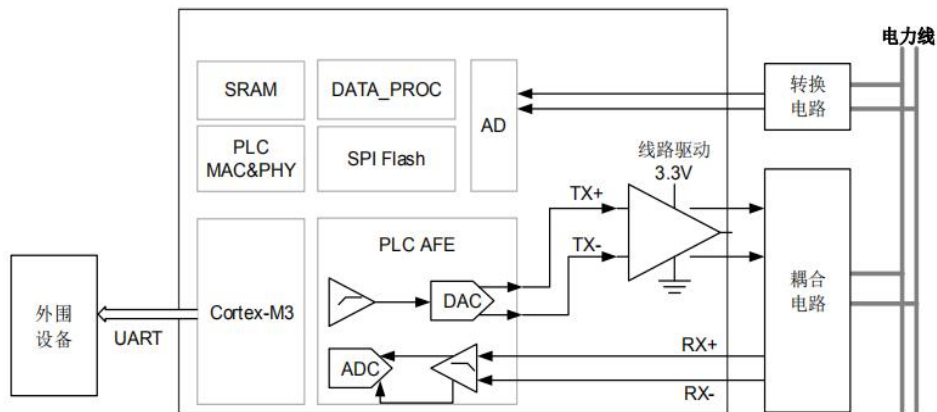 电力线
SRAM
DATA_PROC
AD
转换
电路
PLC
MAC&PHY
SPI Flash
线路驱动
3.3V
TX+
TX-
PLC AFE
DAC
耦合
电路
外围
设备
UART
Cortex-M3
ADC
RX+
RX-